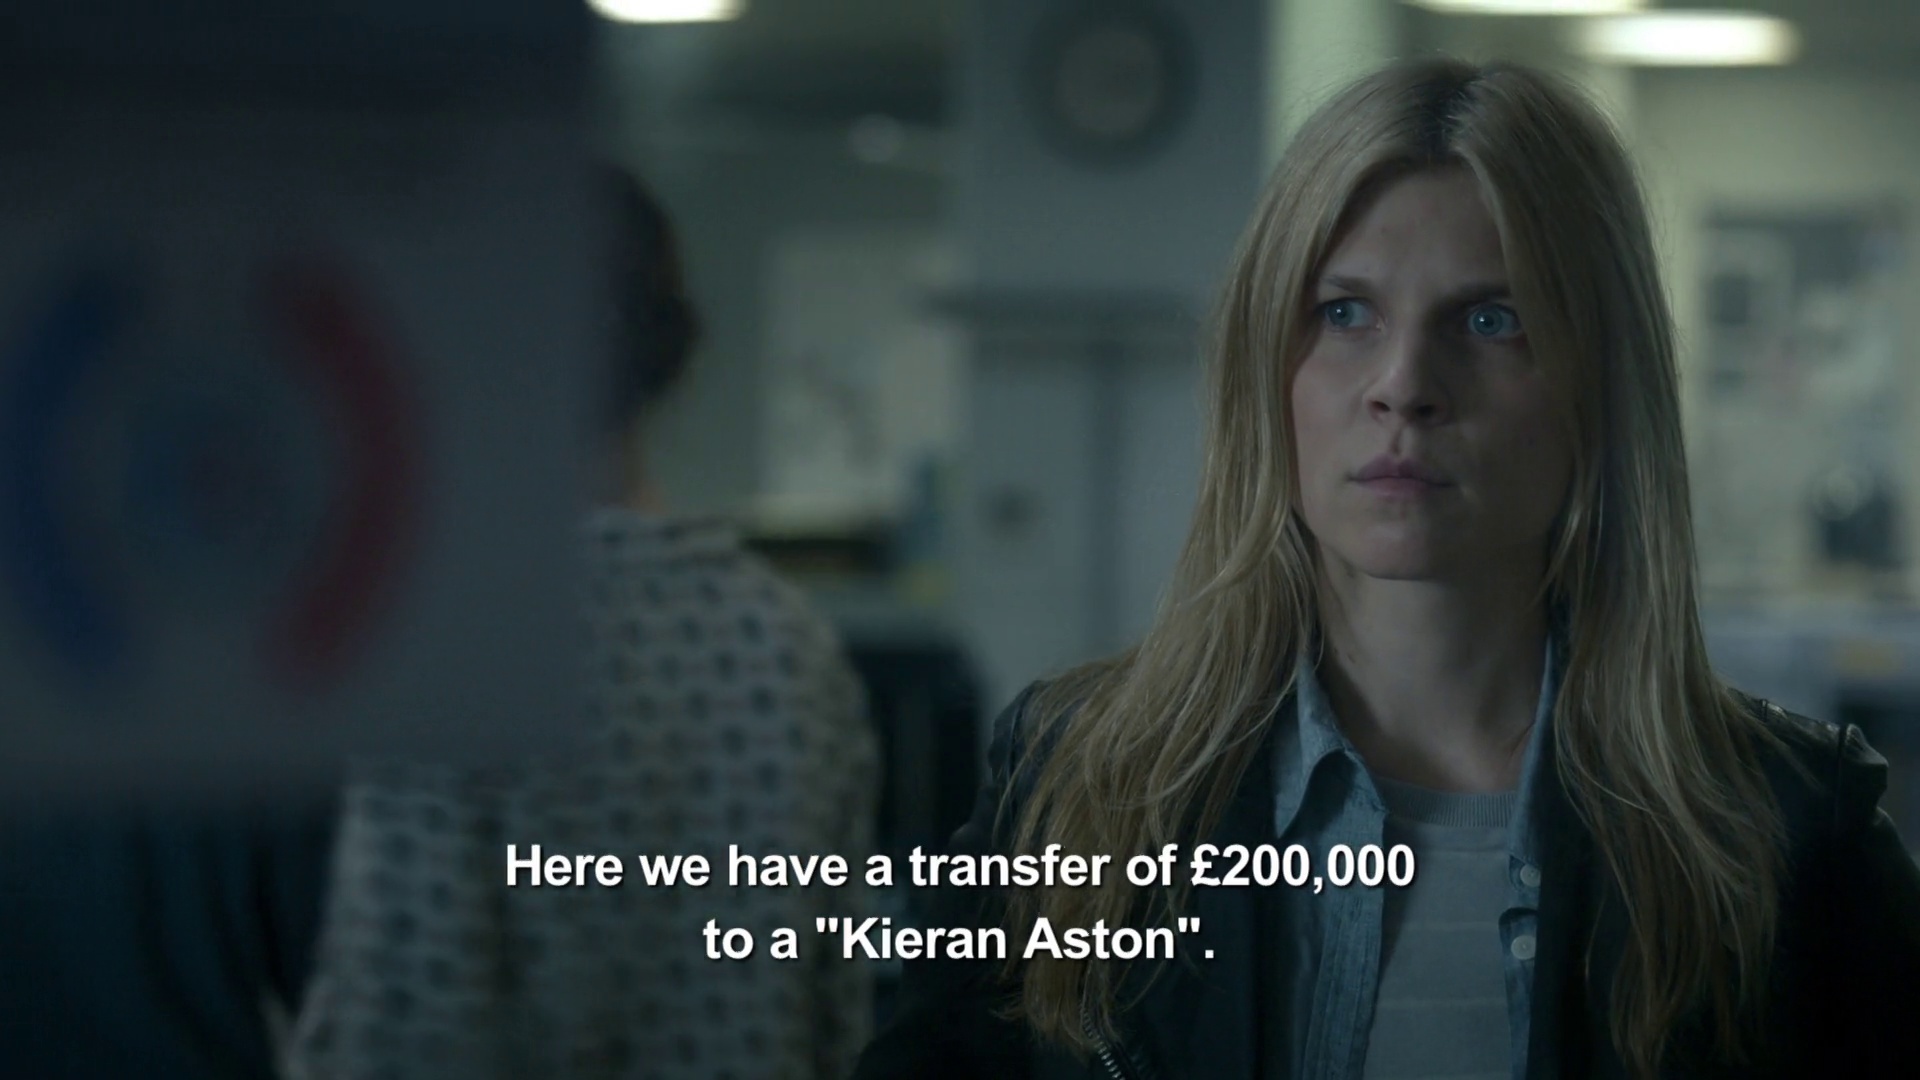 Here we have a transfer of £200,000
to a "Kieran Aston".